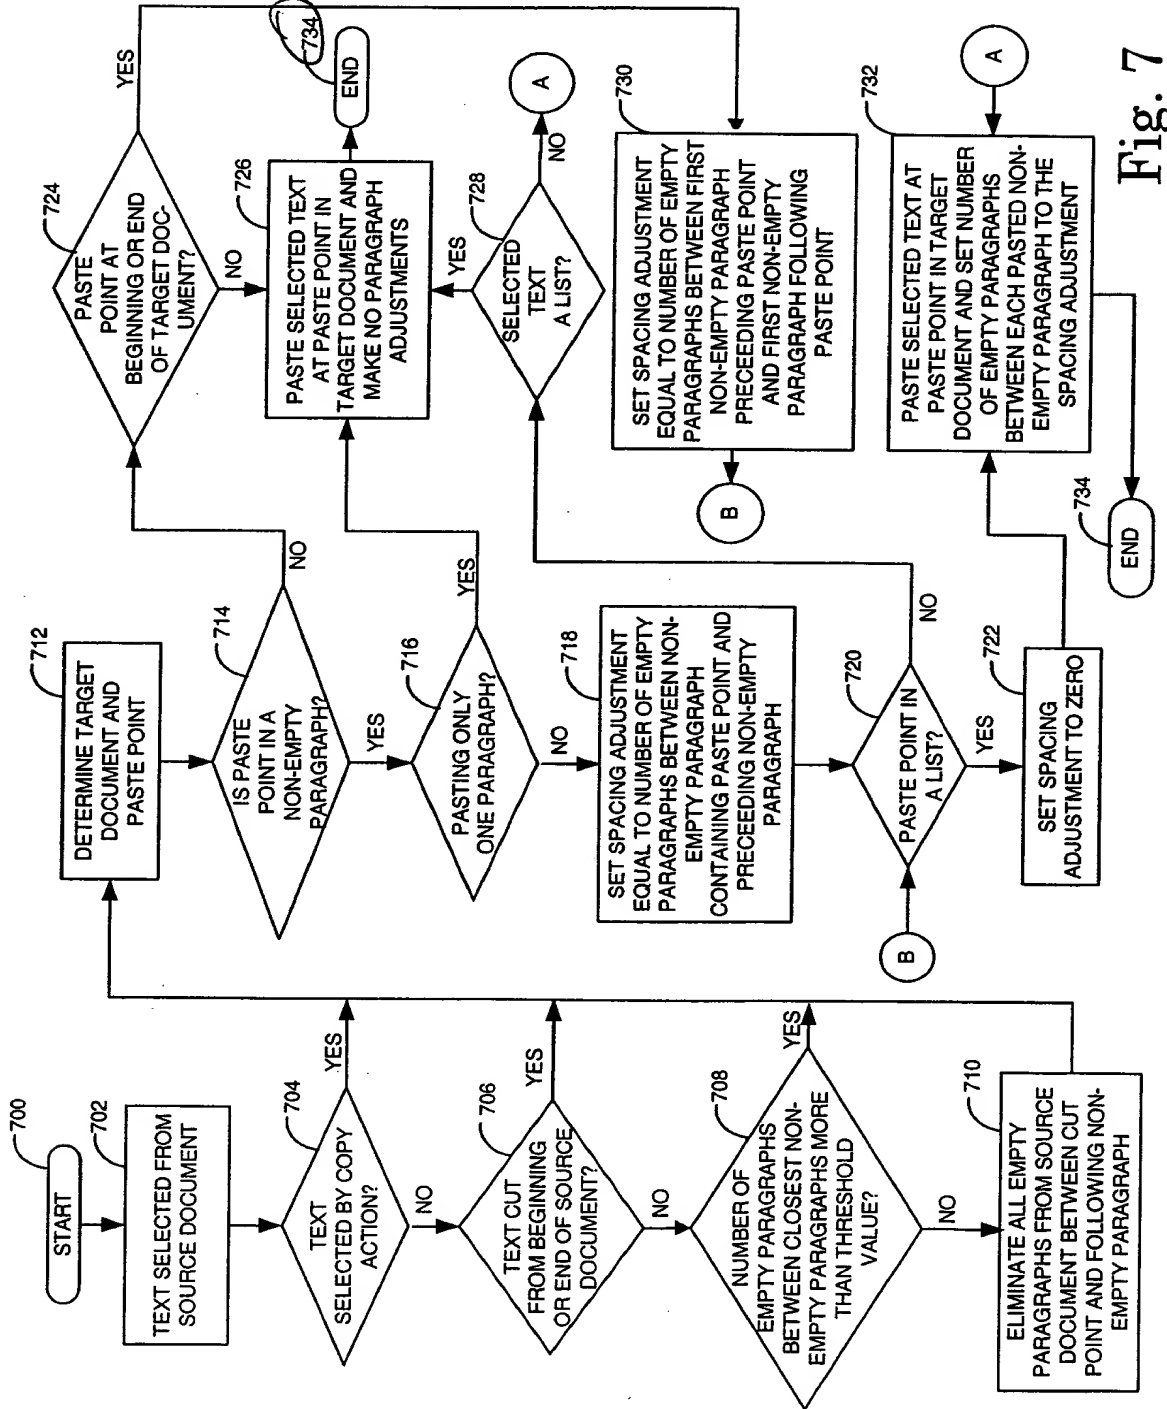 700
START
702
TEXT SELECTED FROM
SOURCE DOCUMENT
704
TEXT
SELECTED BY COPY
ACTION?
YES
NO
706
TEXT CUT
FROM BEGINNING
OR END OF SOURCE
DOCUMENT?
YES
NO
708
NUMBER OF
EMPTY PARAGRAPHS
BETWEEN CLOSEST NON-
EMPTY PARAGRAPHS MORE
THAN THRESHOLD
VALUE?
YES
NO
710
ELIMINATE ALL EMPTY
PARAGRAPHS FROM SOURCE
DOCUMENT BETWEEN CUT
POINT AND FOLLOWING NON-
EMPTY PARAGRAPH
712
DETERMINE TARGET
DOCUMENT AND
PASTE POINT
714
IS PASTE
POINT IN A
NON-EMPTY
PARAGRAPH?
NO
YES
716
PASTING ONLY
ONE PARAGRAPH?
YES
NO
718
SET SPACING ADJUSTMENT
EQUAL TO NUMBER OF EMPTY
PARAGRAPHS BETWEEN NON-
EMPTY PARAGRAPH
CONTAINING PASTE POINT AND
PRECEEDING NON-EMPTY
PARAGRAPH
B
720
PASTE POINT IN
A LIST?
NO
YES
722
SET SPACING
ADJUSTMENT TO ZERO
724
PASTE
POINT AT
BEGINNING OR END
OF TARGET DOC-
UMENT?
YES
NO
726
PASTE SELECTED TEXT
AT PASTE POINT IN
TARGET DOCUMENT AND
MAKE NO PARAGRAPH
ADJUSTMENTS
734
END
728
SELECTED
TEXT
A LIST?
YES
NO
A
730
SET SPACING ADJUSTMENT
EQUAL TO NUMBER OF EMPTY
PARAGRAPHS BETWEEN FIRST
NON-EMPTY PARAGRAPH
PRECEEDING PASTE POINT
AND FIRST NON-EMPTY
PARAGRAPH FOLLOWING
PASTE POINT
B
732
PASTE SELECTED TEXT AT
PASTE POINT IN TARGET
DOCUMENT AND SET NUMBER
OF EMPTY PARAGRAPHS
BETWEEN EACH PASTED NON-
EMPTY PARAGRAPH TO THE
SPACING ADJUSTMENT
A
734
END
Fig. 7